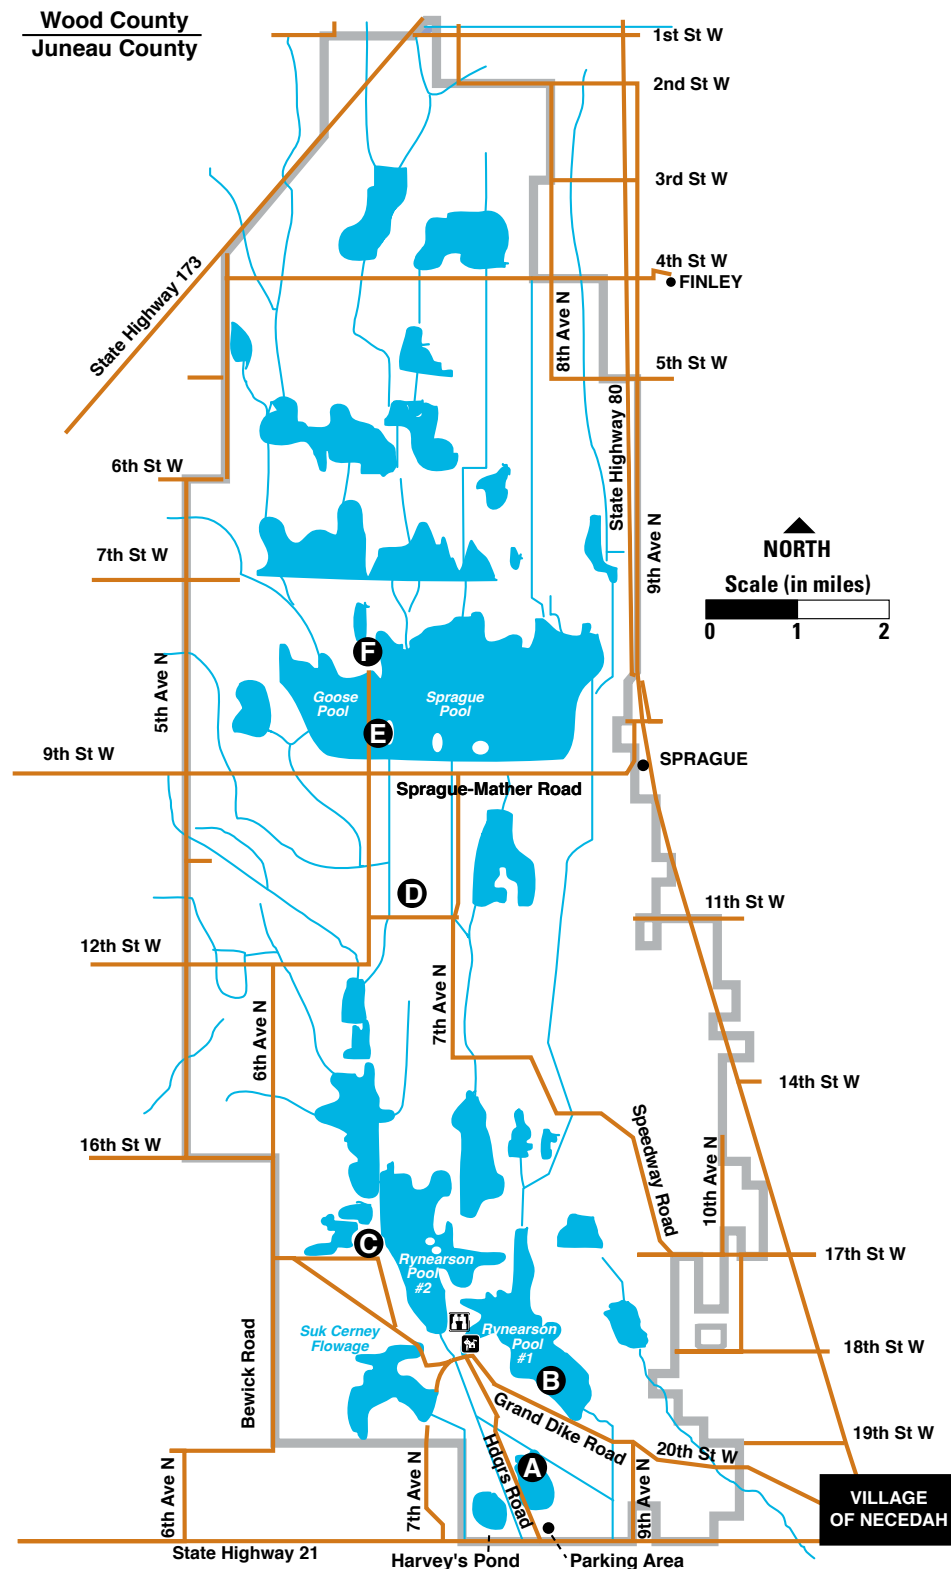 Wood County
Juneau County
1st St W
2nd St W
3rd St W
4th St W
FINLEY
State Highway 173
8th Ave N
5th St W
State Highway 80
6th St W
9th Ave N
NORTH
7th St W
Scale (in miles)
0 1 2
F
5th Ave N
Goose
Pool
Sprague
Pool
E
9th St W
SPRAGUE
Sprague-Mather Road
D
11th St W
12th St W
6th Ave N
7th Ave N
14th St W
Speedway Road
10th Ave N
16th St W
C
17th St W
Rynearson
Pool
#2
Suk Cerney
Flowage
Rynearson
Pool
#1
18th St W
Bewick Road
B
Grand Dike Road
19th St W
20th St W
A
Hdqrs Road
6th Ave N
7th Ave N
9th Ave N
VILLAGE
OF NECEDAH
State Highway 21
Harvey's Pond
Parking Area